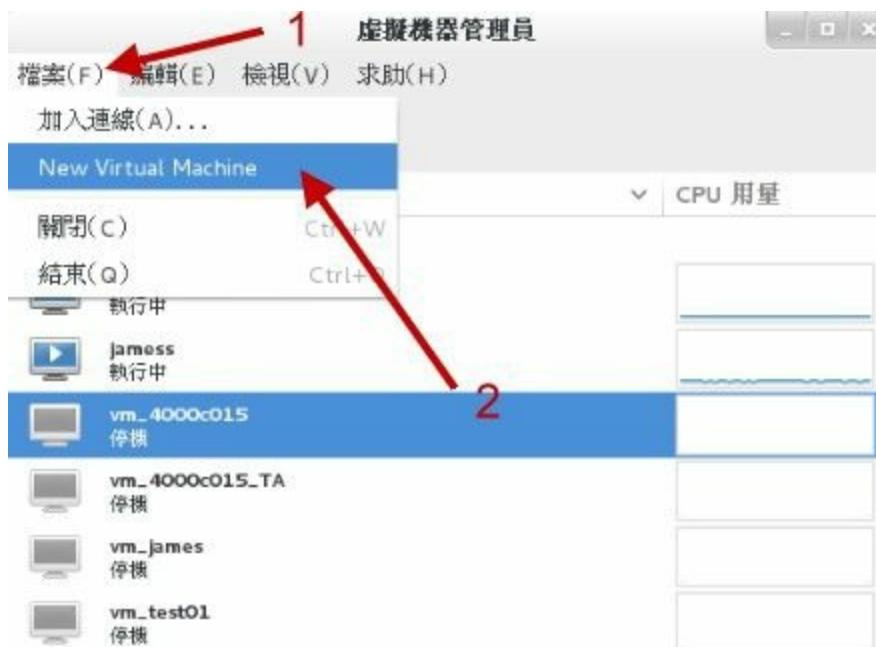 1
虛擬機器管理員
檔案(F) 編輯(E) 檢視(V) 求助(H)
加入連線(A)...
New Virtual Machine
CPU 用量
關閉(C) Ctrl+W
結束(Q) Ctrl+Q
執行中
jamess
執行中
2
vm_4000c015
停機
vm_4000c015_TA
停機
vm_james
停機
vm_test01
停機